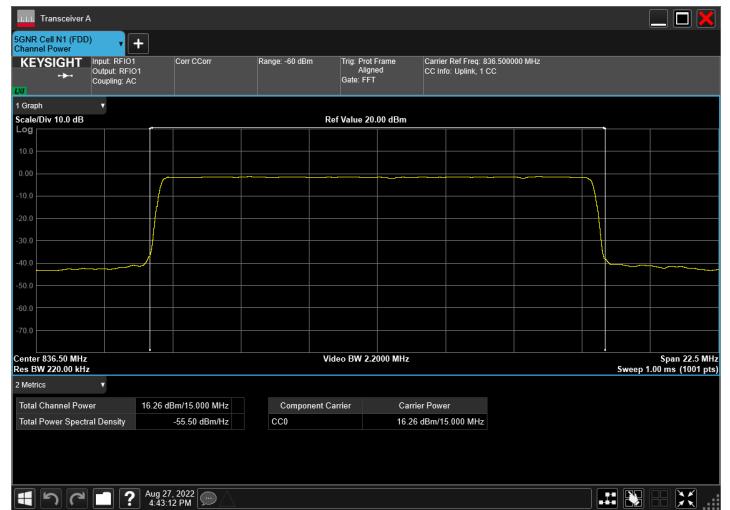 Transceiver A
5GNR Cell N1 (FDD)
Channel Power
KEYSIGHT
LXI
Input: RFIO1
Output: RFIO1
Coupling: AC
Corr CCorr
Range: -60 dBm
Trig: Prot Frame
Aligned
Gate: FFT
Carrier Ref Freq: 836.500000 MHz
CC Info: Uplink, 1 CC
1 Graph
Scale/Div 10.0 dB
Ref Value 20.00 dBm
Log
10.0
0.00
-10.0
-20.0
-30.0
-40.0
-50.0
-60.0
-70.0
Center 836.50 MHz
Video BW 2.2000 MHz
Span 22.5 MHz
Res BW 220.00 kHz
Sweep 1.00 ms (1001 pts)
2 Metrics
Total Channel Power 16.26 dBm/15.000 MHz
Total Power Spectral Density -55.50 dBm/Hz
Component Carrier Carrier Power
CC0 16.26 dBm/15.000 MHz
?
Aug 27, 2022
4:43:12 PM